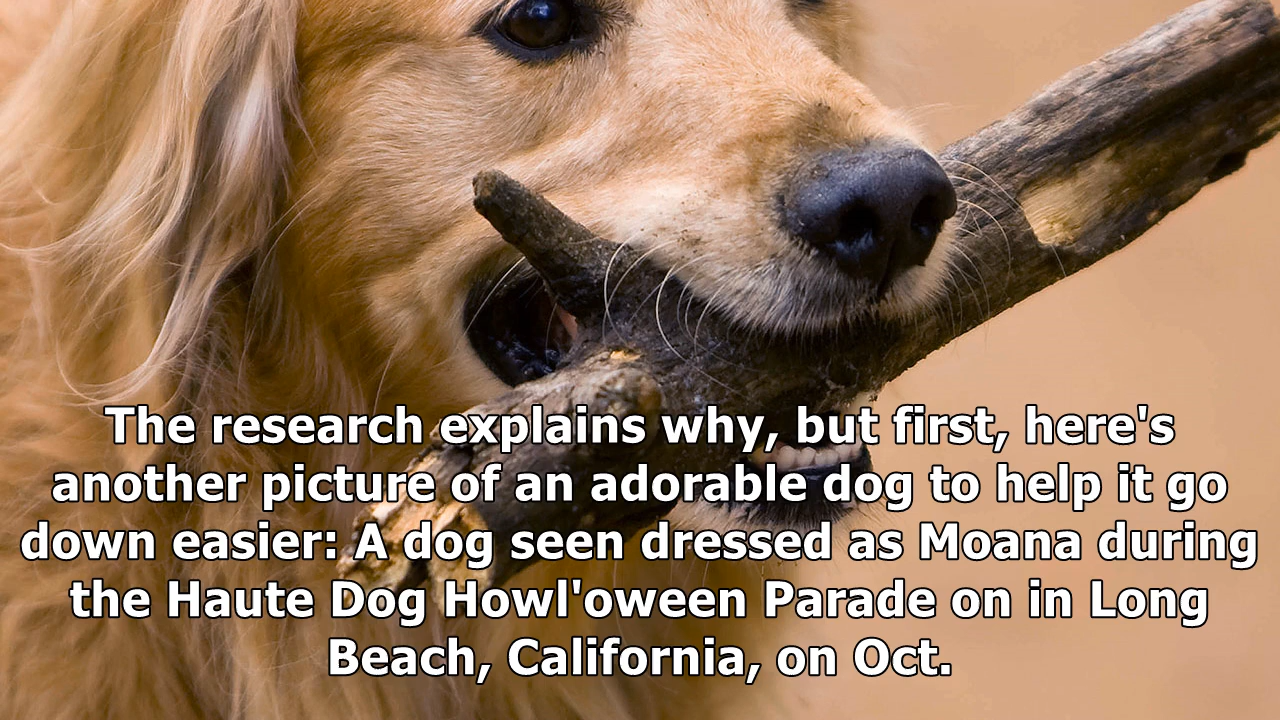 The research explains why, but first, here's
another picture of an adorable dog to help it go
down easier: A dog seen dressed as Moana during
the Haute Dog Howl'oween Parade on in Long
Beach, California, on Oct.